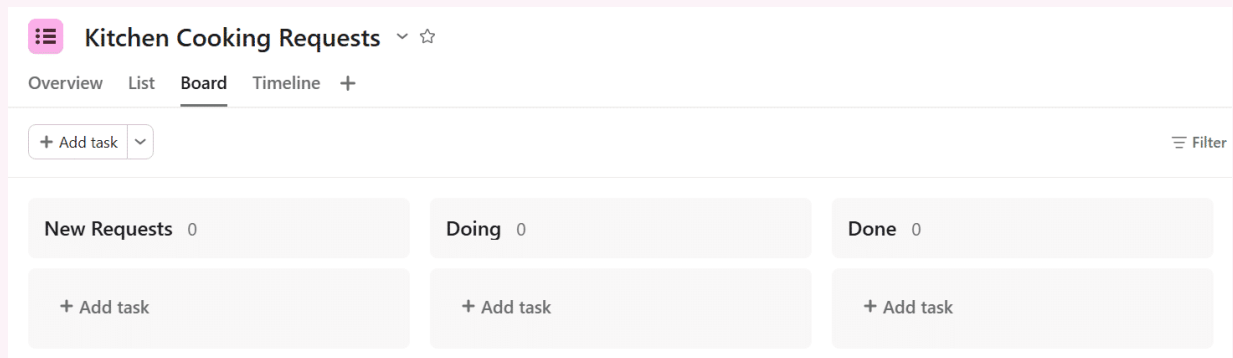 Kitchen Cooking Requests
Overview List Board Timeline +
+ Add task
Filter
New Requests 0
Doing 0
Done 0
+ Add task
+ Add task
+ Add task